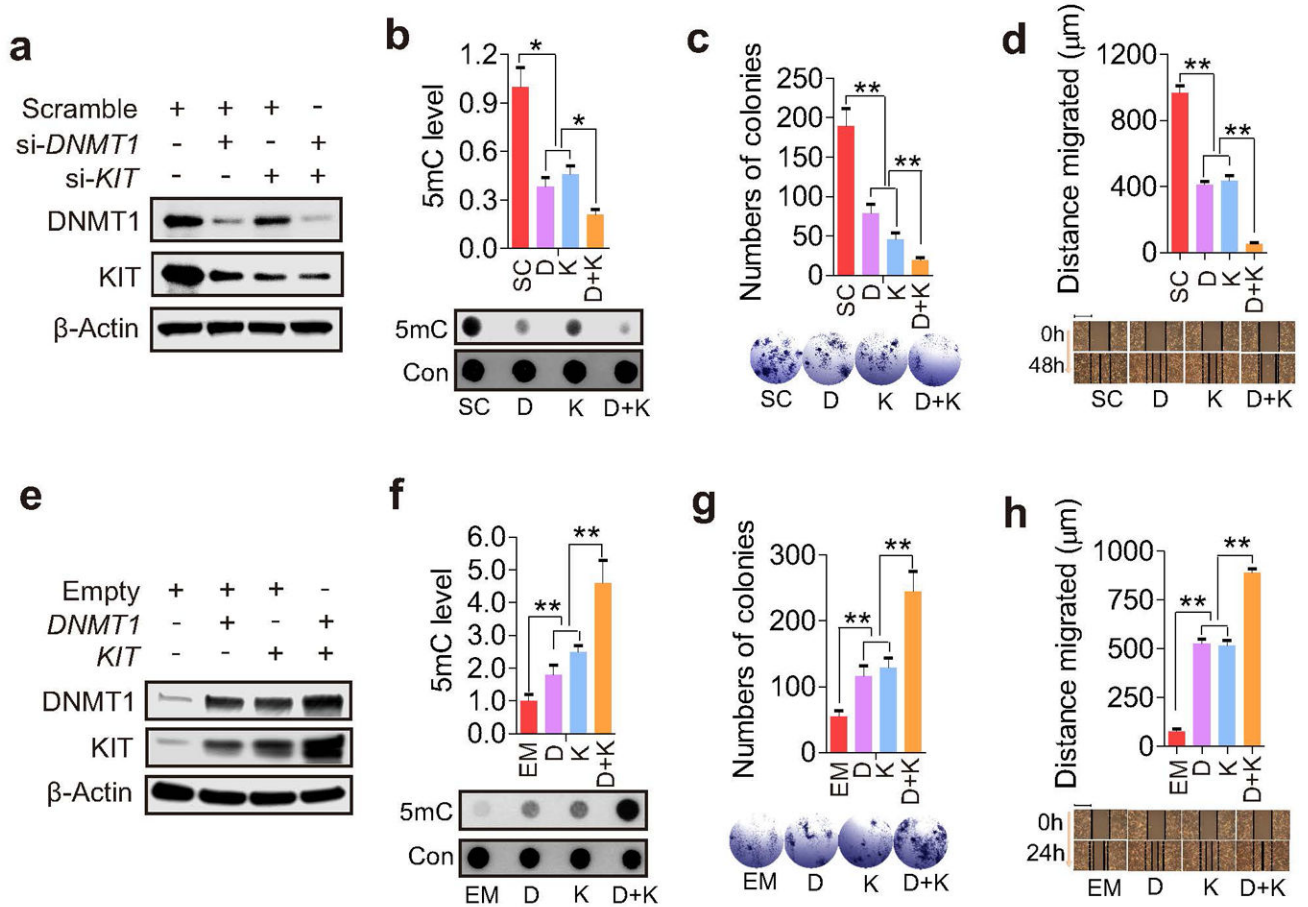 a
Scramble + + + -
si-DNMT1 - + - +
si-KIT - - + +
DNMT1
KIT
β-Actin
b
5mC level
1.2
0.9
0.6
0.3
0.0
* *
SC D K D+K
5mC
Con
SC D K D+K
c
Numbers of colonies
250
200
150
100
50
0
** **
SC D K D+K
SC D K D+K
d
Distance migrated (μm)
1200
800
400
0
** **
SC D K D+K
0h
48h
SC D K D+K
e
Empty + + + -
DNMT1 - + - +
KIT - - + +
DNMT1
KIT
β-Actin
f
5mC level
6.0
5.0
4.0
3.0
2.0
1.0
0.0
** **
EM D K D+K
5mC
Con
EM D K D+K
g
Numbers of colonies
300
200
100
0
** **
EM D K D+K
EM D K D+K
h
Distance migrated (μm)
1000
750
500
250
0
** **
EM D K D+K
0h
24h
EM D K D+K